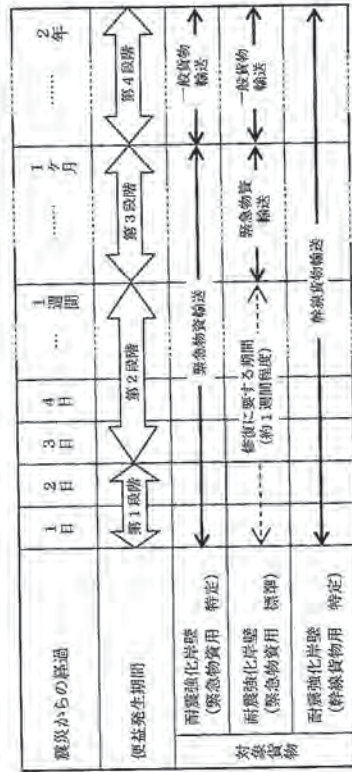 震災からの経過
1日
2日
3日
4日
…
1週間
……
1ヶ月
……
2年
便益発生期間
第1段階
第2段階
第3段階
第4段階
対象貨物
耐震強化岸壁
(緊急物資用 特定)
緊急物資輸送
一般貨物
輸送
耐震強化岸壁
(緊急物資用 標準)
修復に要する期間
(約1週間程度)
緊急物資
輸送
一般貨物
輸送
耐震強化岸壁
(幹線貨物用 特定)
幹線貨物輸送